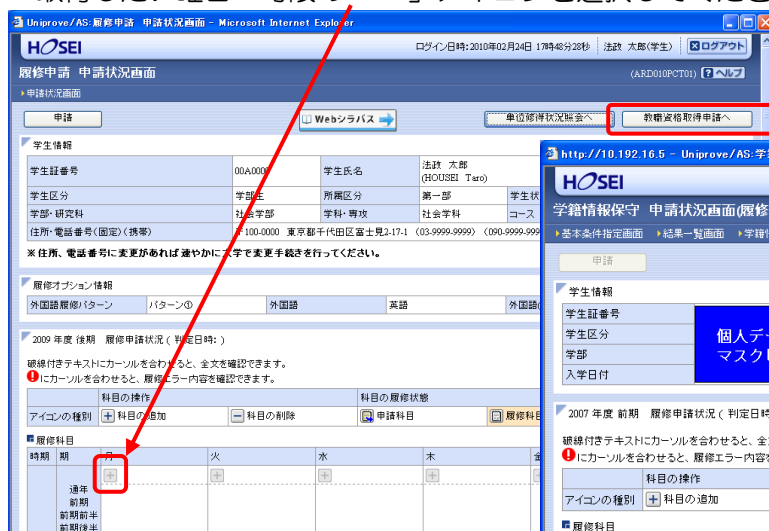 Uniprove/AS:履修申請 申請状況画面 - Microsoft Internet Explorer
HOSEI
ログイン日時:2010年02月24日 17時48分28秒
法政 太郎(学生)
ログアウト
履修申請 申請状況画面
(ARD010PCT01)
ヘルプ
申請状況画面
申請
Webシラバス
単位修得状況照会へ
教職資格取得申請へ
学生情報
学生証番号 00A0000 学生氏名 法政 太郎
(HOUSEI Taro)
学生区分 学部生 所属区分 第一部
学部・研究科 社会学部 学科・専攻 社会学科 コース
住所・電話番号(固定)(携帯) 〒100-0000 東京都千代田区富士見2-17-1 (03-9999-9999)
※住所、電話番号に変更があれば速やかに大学で変更手続きを行ってください。
履修オプション情報
外国語履修パターン パターン① 外国語 英語
2009 年度 後期 履修申請状況 ( 判定日時: )
破線付きテキストにカーソルを合わせると、全文を確認できます。
にカーソルを合わせると、履修エラー内容を確認できます。
科目の操作 科目の履修状態
アイコンの種別 科目の追加 科目の削除 申請科目
履修科目
時期 期 月 火 水 木
通年
前期
前期前半
前期後半
http://10.192.16.5 - Uniprove/AS:
HOSEI
学籍情報保守 申請状況画面(履修
基本条件指定画面 結果一覧画面
申請
学生情報
学生証番号
学生区分
学部
入学日付
個人デー
マスク
2007 年度 前期 履修申請状況 ( 判定日時
破線付きテキストにカーソルを合わせると、
にカーソルを合わせると、履修エラー内容
科目の操作
アイコンの種別 科目の追加
履修科目